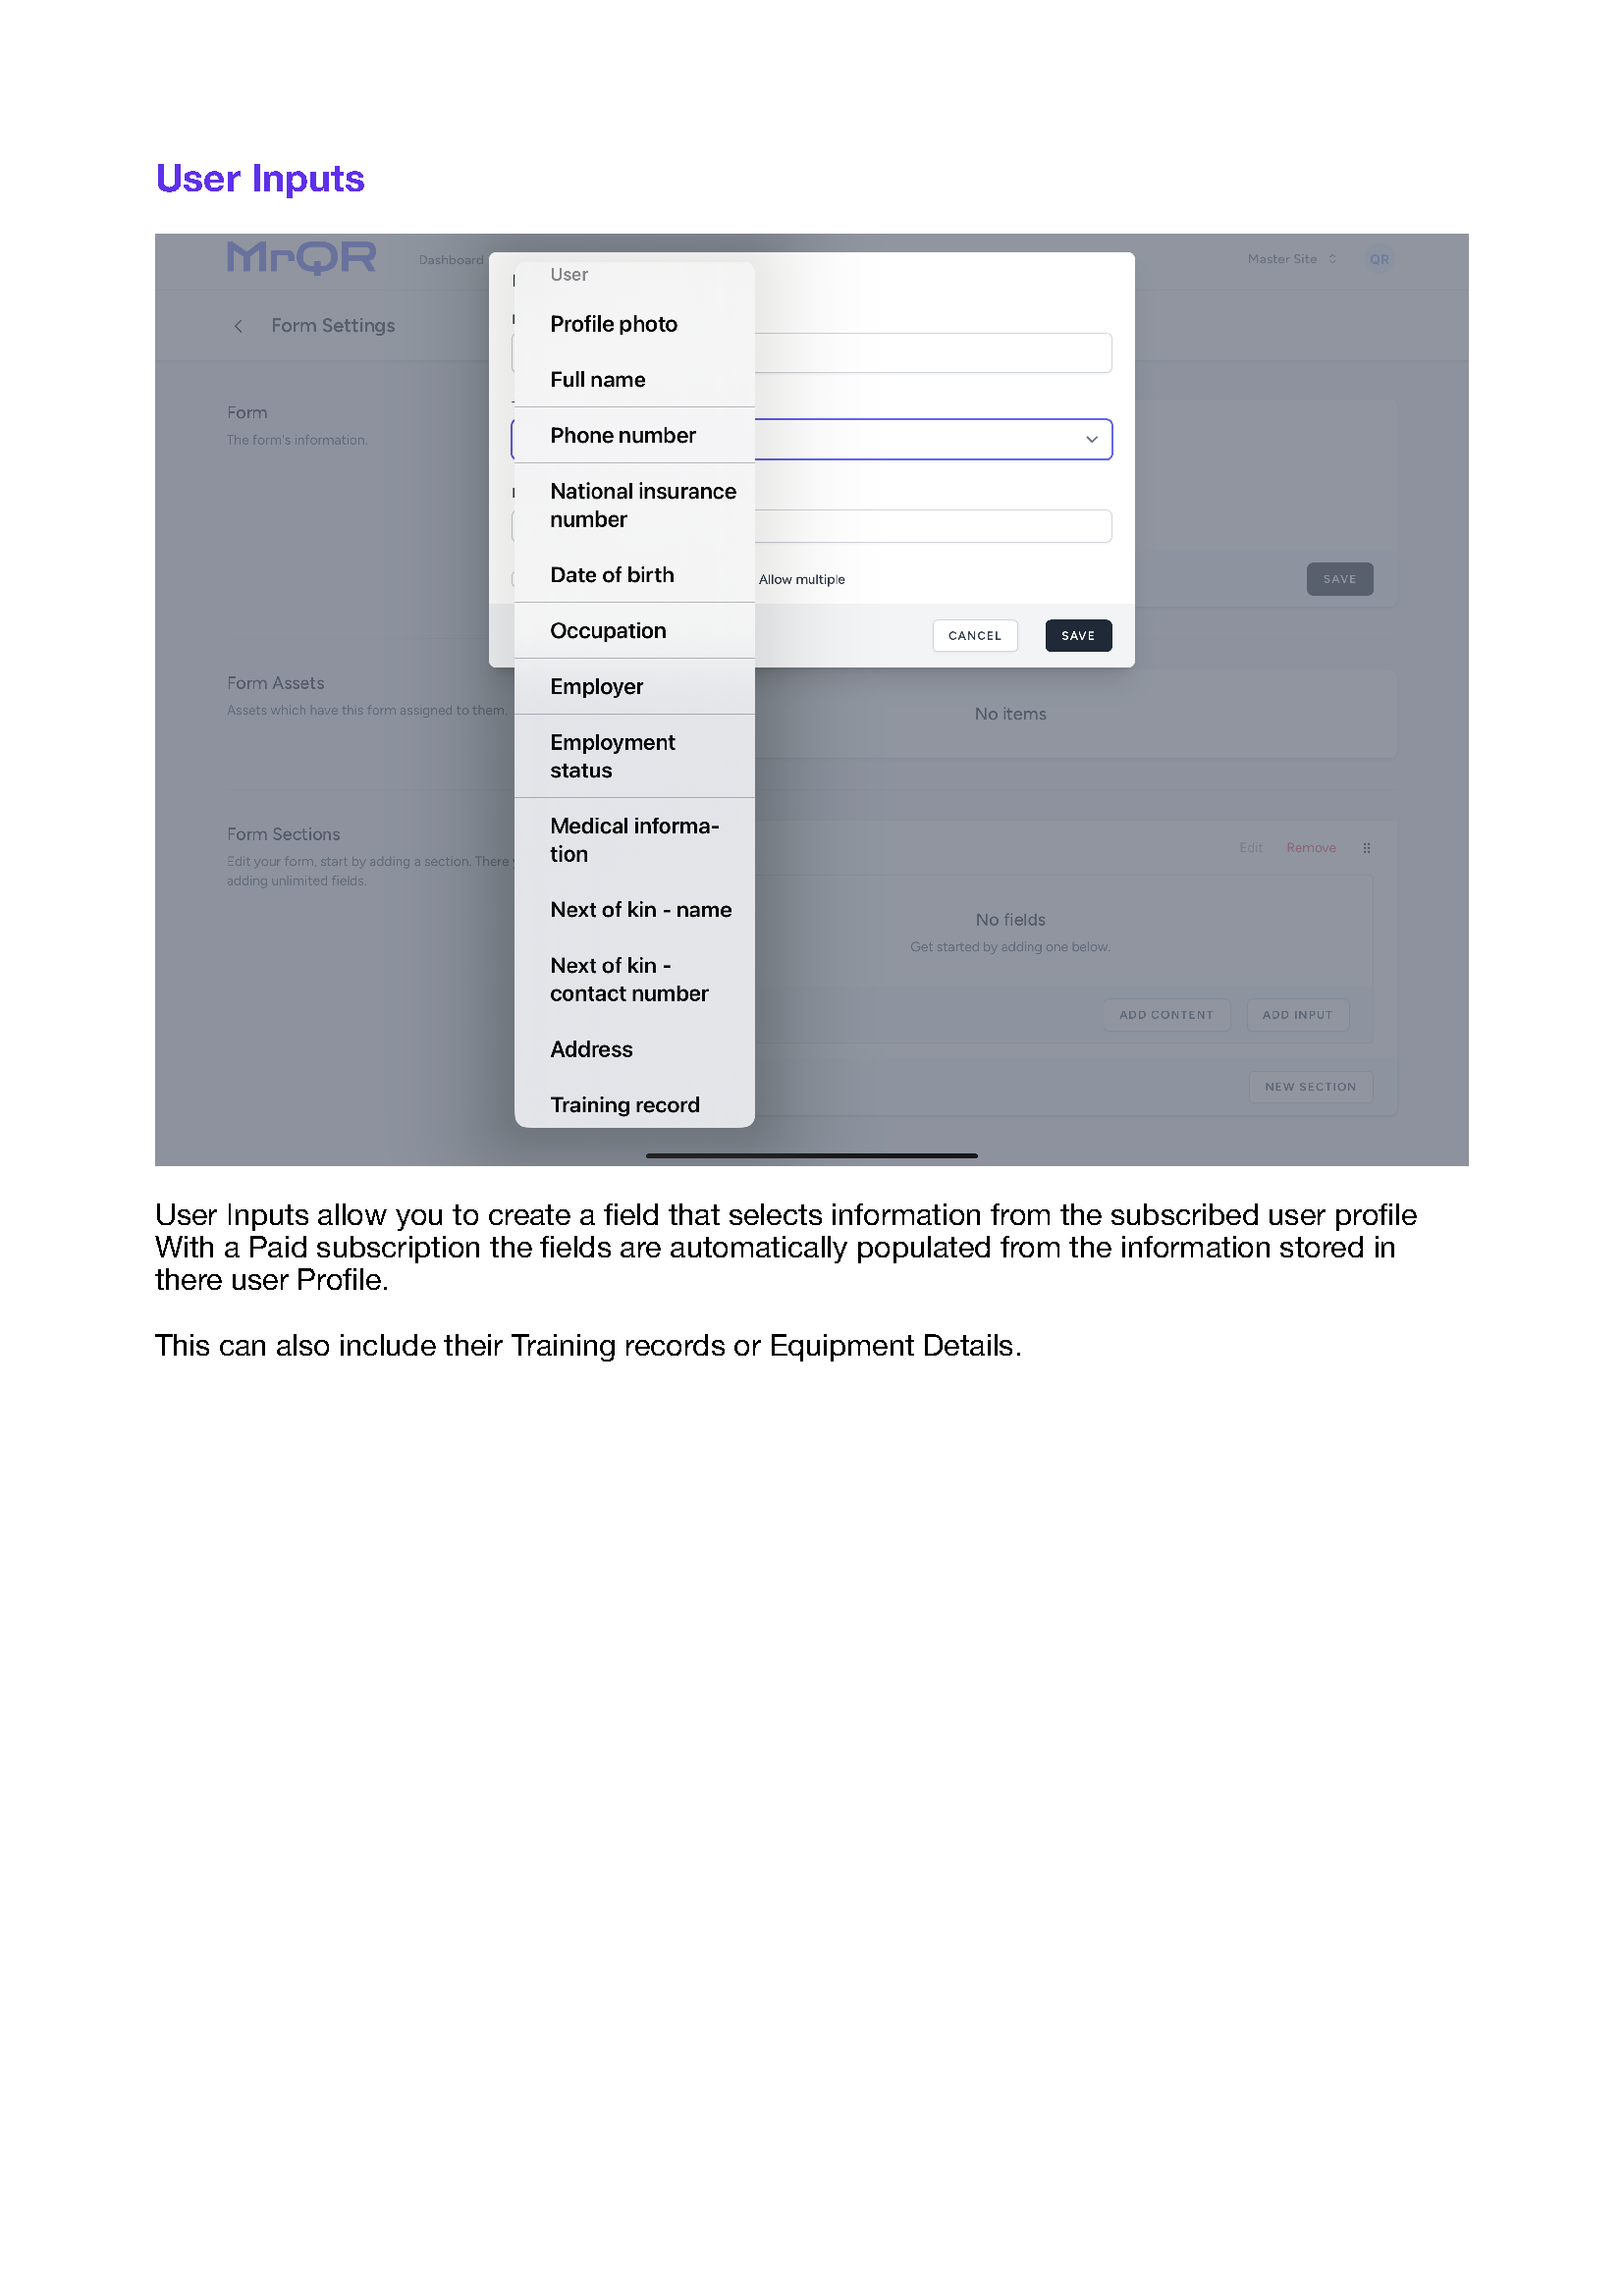 User Inputs
MrQR
Dashboard
Master Site
QR
Form Settings
User
Profile photo
Full name
Phone number
National insurance
number
Date of birth
Occupation
Employer
Employment
status
Medical informa-
tion
Next of kin - name
Next of kin -
contact number
Address
Training record
Allow multiple
CANCEL
SAVE
Form
The form's information.
SAVE
Form Assets
Assets which have this form assigned to them.
No items
Form Sections
Edit your form, start by adding a section. There
adding unlimited fields.
Edit
Remove
No fields
Get started by adding one below.
ADD CONTENT
ADD INPUT
NEW SECTION
User Inputs allow you to create a field that selects information from the subscribed user profile
With a Paid subscription the fields are automatically populated from the information stored in
there user Profile.
This can also include their Training records or Equipment Details.